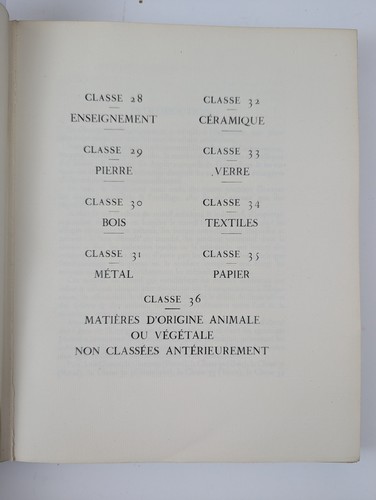 CLASSE 28
ENSEIGNEMENT
CLASSE 29
PIERRE
CLASSE 30
BOIS
CLASSE 31
MÉTAL
CLASSE 32
CÉRAMIQUE
CLASSE 33
VERRE
CLASSE 34
TEXTILES
CLASSE 35
PAPIER
CLASSE 36
MATIÈRES D'ORIGINE ANIMALE
OU VÉGÉTALE
NON CLASSÉES ANTÉRIEUREMENT